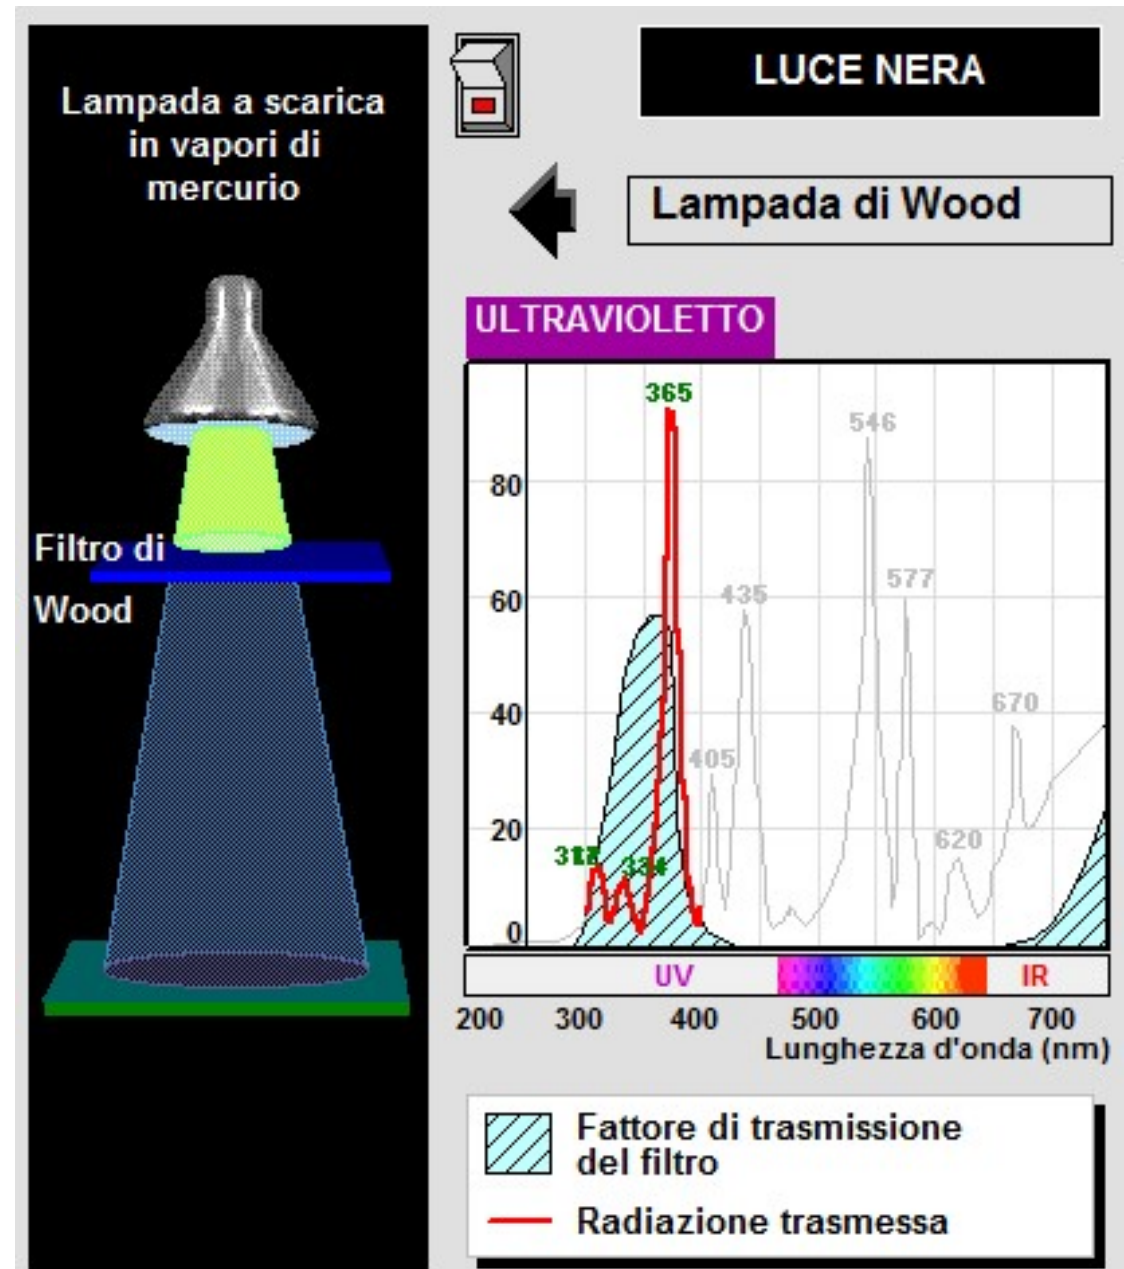 Lampada a scarica
in vapori di
mercurio
Filtro di
Wood
LUCE NERA
Lampada di Wood
ULTRAVIOLETTO
365
546
577
435
670
405
620
334
80
60
40
20
0
UV
IR
200 300 400 500 600 700
Lunghezza d'onda (nm)
Fattore di trasmissione
del filtro
Radiazione trasmessa